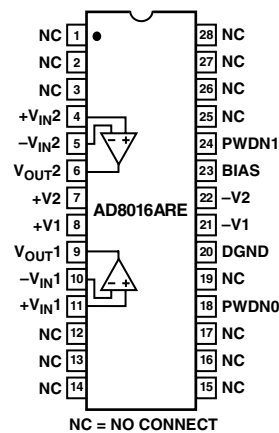 NC 1 28 NC
NC 2 27 NC
NC 3 26 NC
+VIN2 4 25 NC
−VIN2 5 − + 24 PWDN1
VOUT2 6 23 BIAS
+V2 7 22 −V2
AD8016ARE
+V1 8 21 −V1
VOUT1 9 20 DGND
−VIN1 10 − + 19 NC
+VIN1 11 18 PWDN0
NC 12 17 NC
NC 13 16 NC
NC 14 15 NC
NC = NO CONNECT